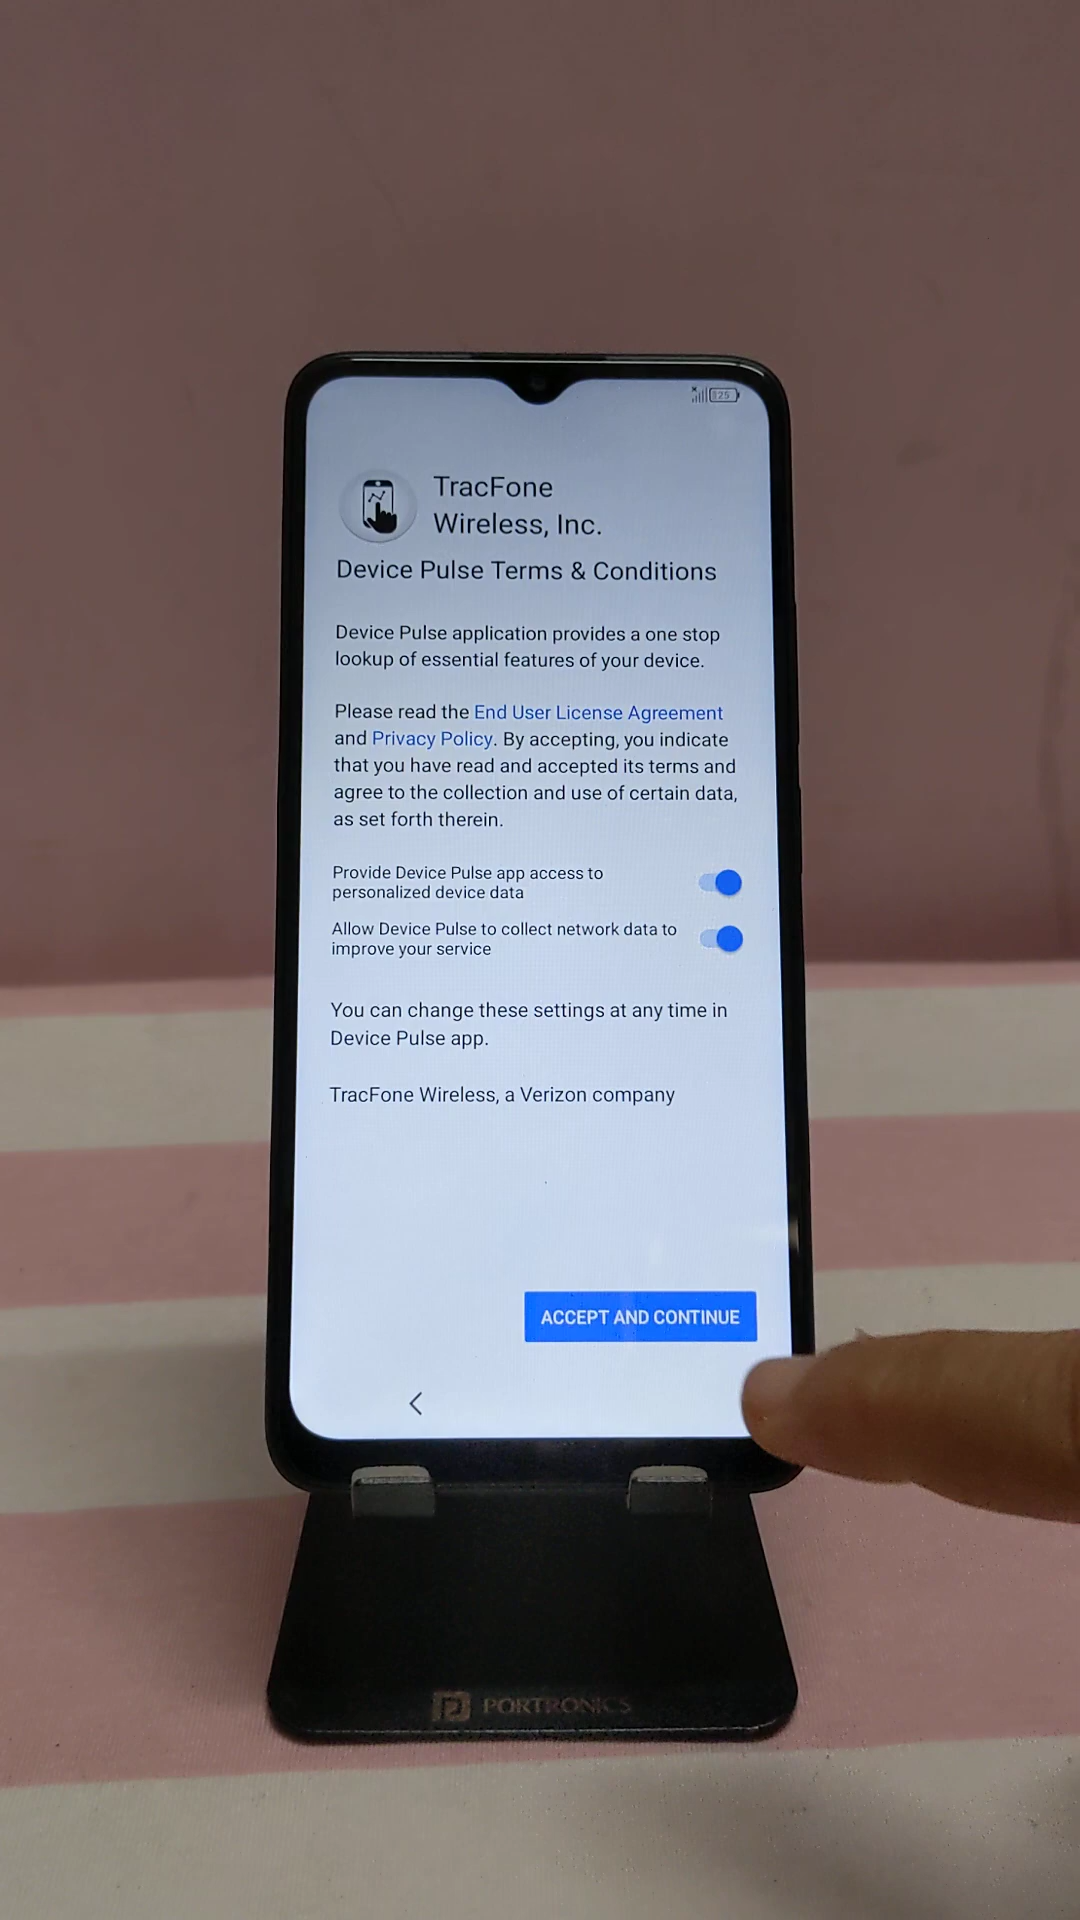 TracFone
Wireless, Inc.
Device Pulse Terms & Conditions
Device Pulse application provides a one stop
lookup of essential features of your device.
Please read the End User License Agreement
and Privacy Policy. By accepting, you indicate
that you have read and accepted its terms and
agree to the collection and use of certain data,
as set forth therein.
Provide Device Pulse app access to
personalized device data
Allow Device Pulse to collect network data to
improve your service
You can change these settings at any time in
Device Pulse app.
TracFone Wireless, a Verizon company
ACCEPT AND CONTINUE
PORTRONICS